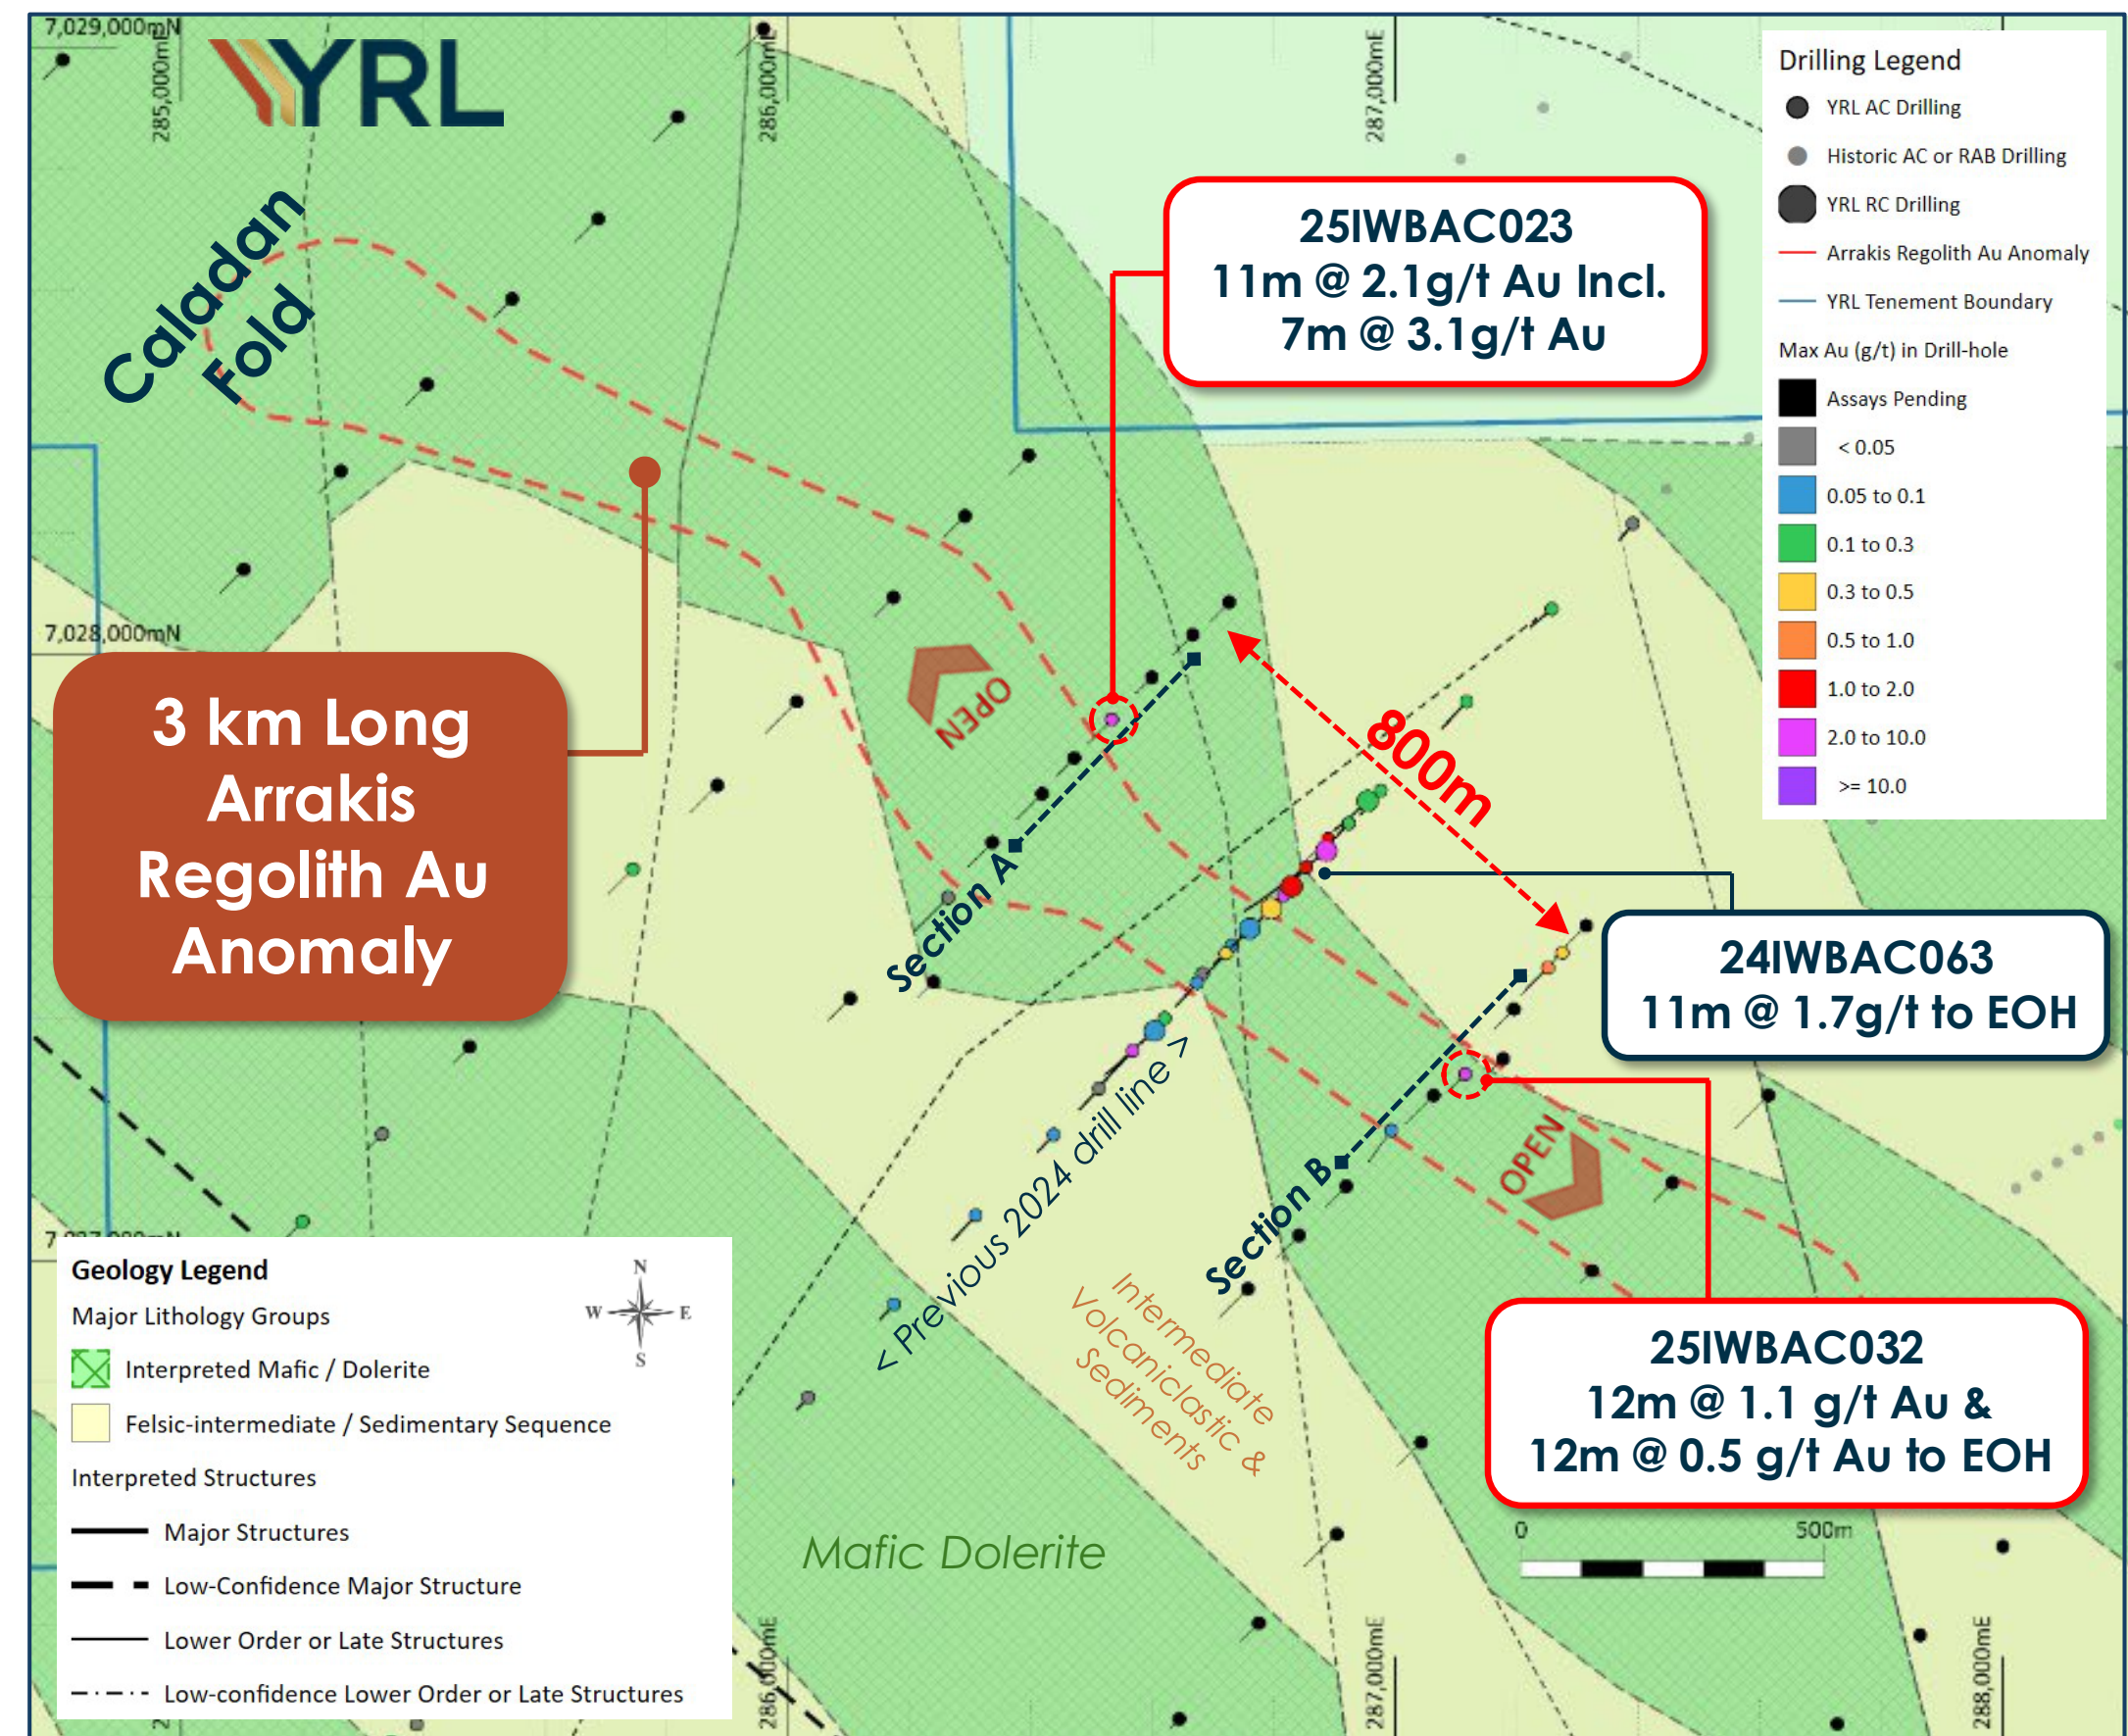 7,029,000mN
285,000mE
286,000mE
287,000mE
YRL
Caladan
Fold
25IWBAC023
11m @ 2.1g/t Au Incl.
7m @ 3.1g/t Au
Drilling Legend
YRL AC Drilling
Historic AC or RAB Drilling
YRL RC Drilling
Arrakis Regolith Au Anomaly
YRL Tenement Boundary
Max Au (g/t) in Drill-hole
Assays Pending
< 0.05
0.05 to 0.1
0.1 to 0.3
0.3 to 0.5
0.5 to 1.0
1.0 to 2.0
2.0 to 10.0
>= 10.0
7,028,000mN
3 km Long
Arrakis
Regolith Au
Anomaly
OPEN
800m
Section A
24IWBAC063
11m @ 1.7g/t to EOH
< Previous 2024 drill line >
Section B
OPEN
Intermediate
Volcaniclastic &
Sediments
25IWBAC032
12m @ 1.1 g/t Au &
12m @ 0.5 g/t Au to EOH
Mafic Dolerite
0 500m
Geology Legend
N
W E
S
Major Lithology Groups
Interpreted Mafic / Dolerite
Felsic-intermediate / Sedimentary Sequence
Interpreted Structures
Major Structures
Low-Confidence Major Structure
Lower Order or Late Structures
Low-confidence Lower Order or Late Structures
286,000mE
287,000mE
288,000mE